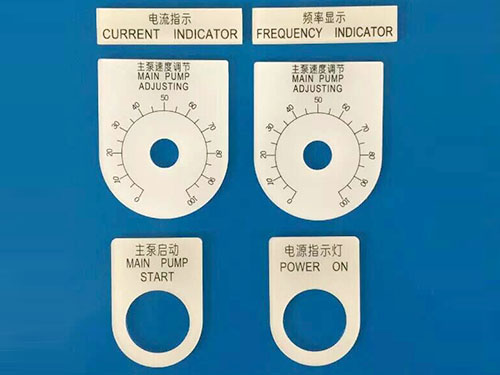 电流指示
CURRENT INDICATOR
频率显示
FREQUENCY INDICATOR
主泵速度调节
MAIN PUMP
ADJUSTING
0 10 20 30 40 50 60 70 80 90 100
主泵速度调节
MAIN PUMP
ADJUSTING
0 10 20 30 40 50 60 70 80 90 100
主泵启动
MAIN PUMP
START
电源指示灯
POWER ON